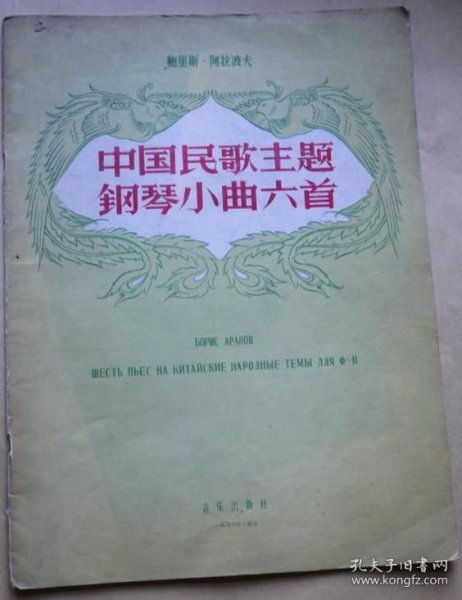 鲍里斯·阿拉波夫
中国民歌主题
鋼琴小曲六首
БОРИС АРАПОВ
ШЕСТЬ ПЬЕС НА КИТАЙСКИЕ НАРОДНЫЕ ТЕМЫ ДЛЯ Ф-П
音乐出版社
孔夫子旧书网
www.kongfz.com